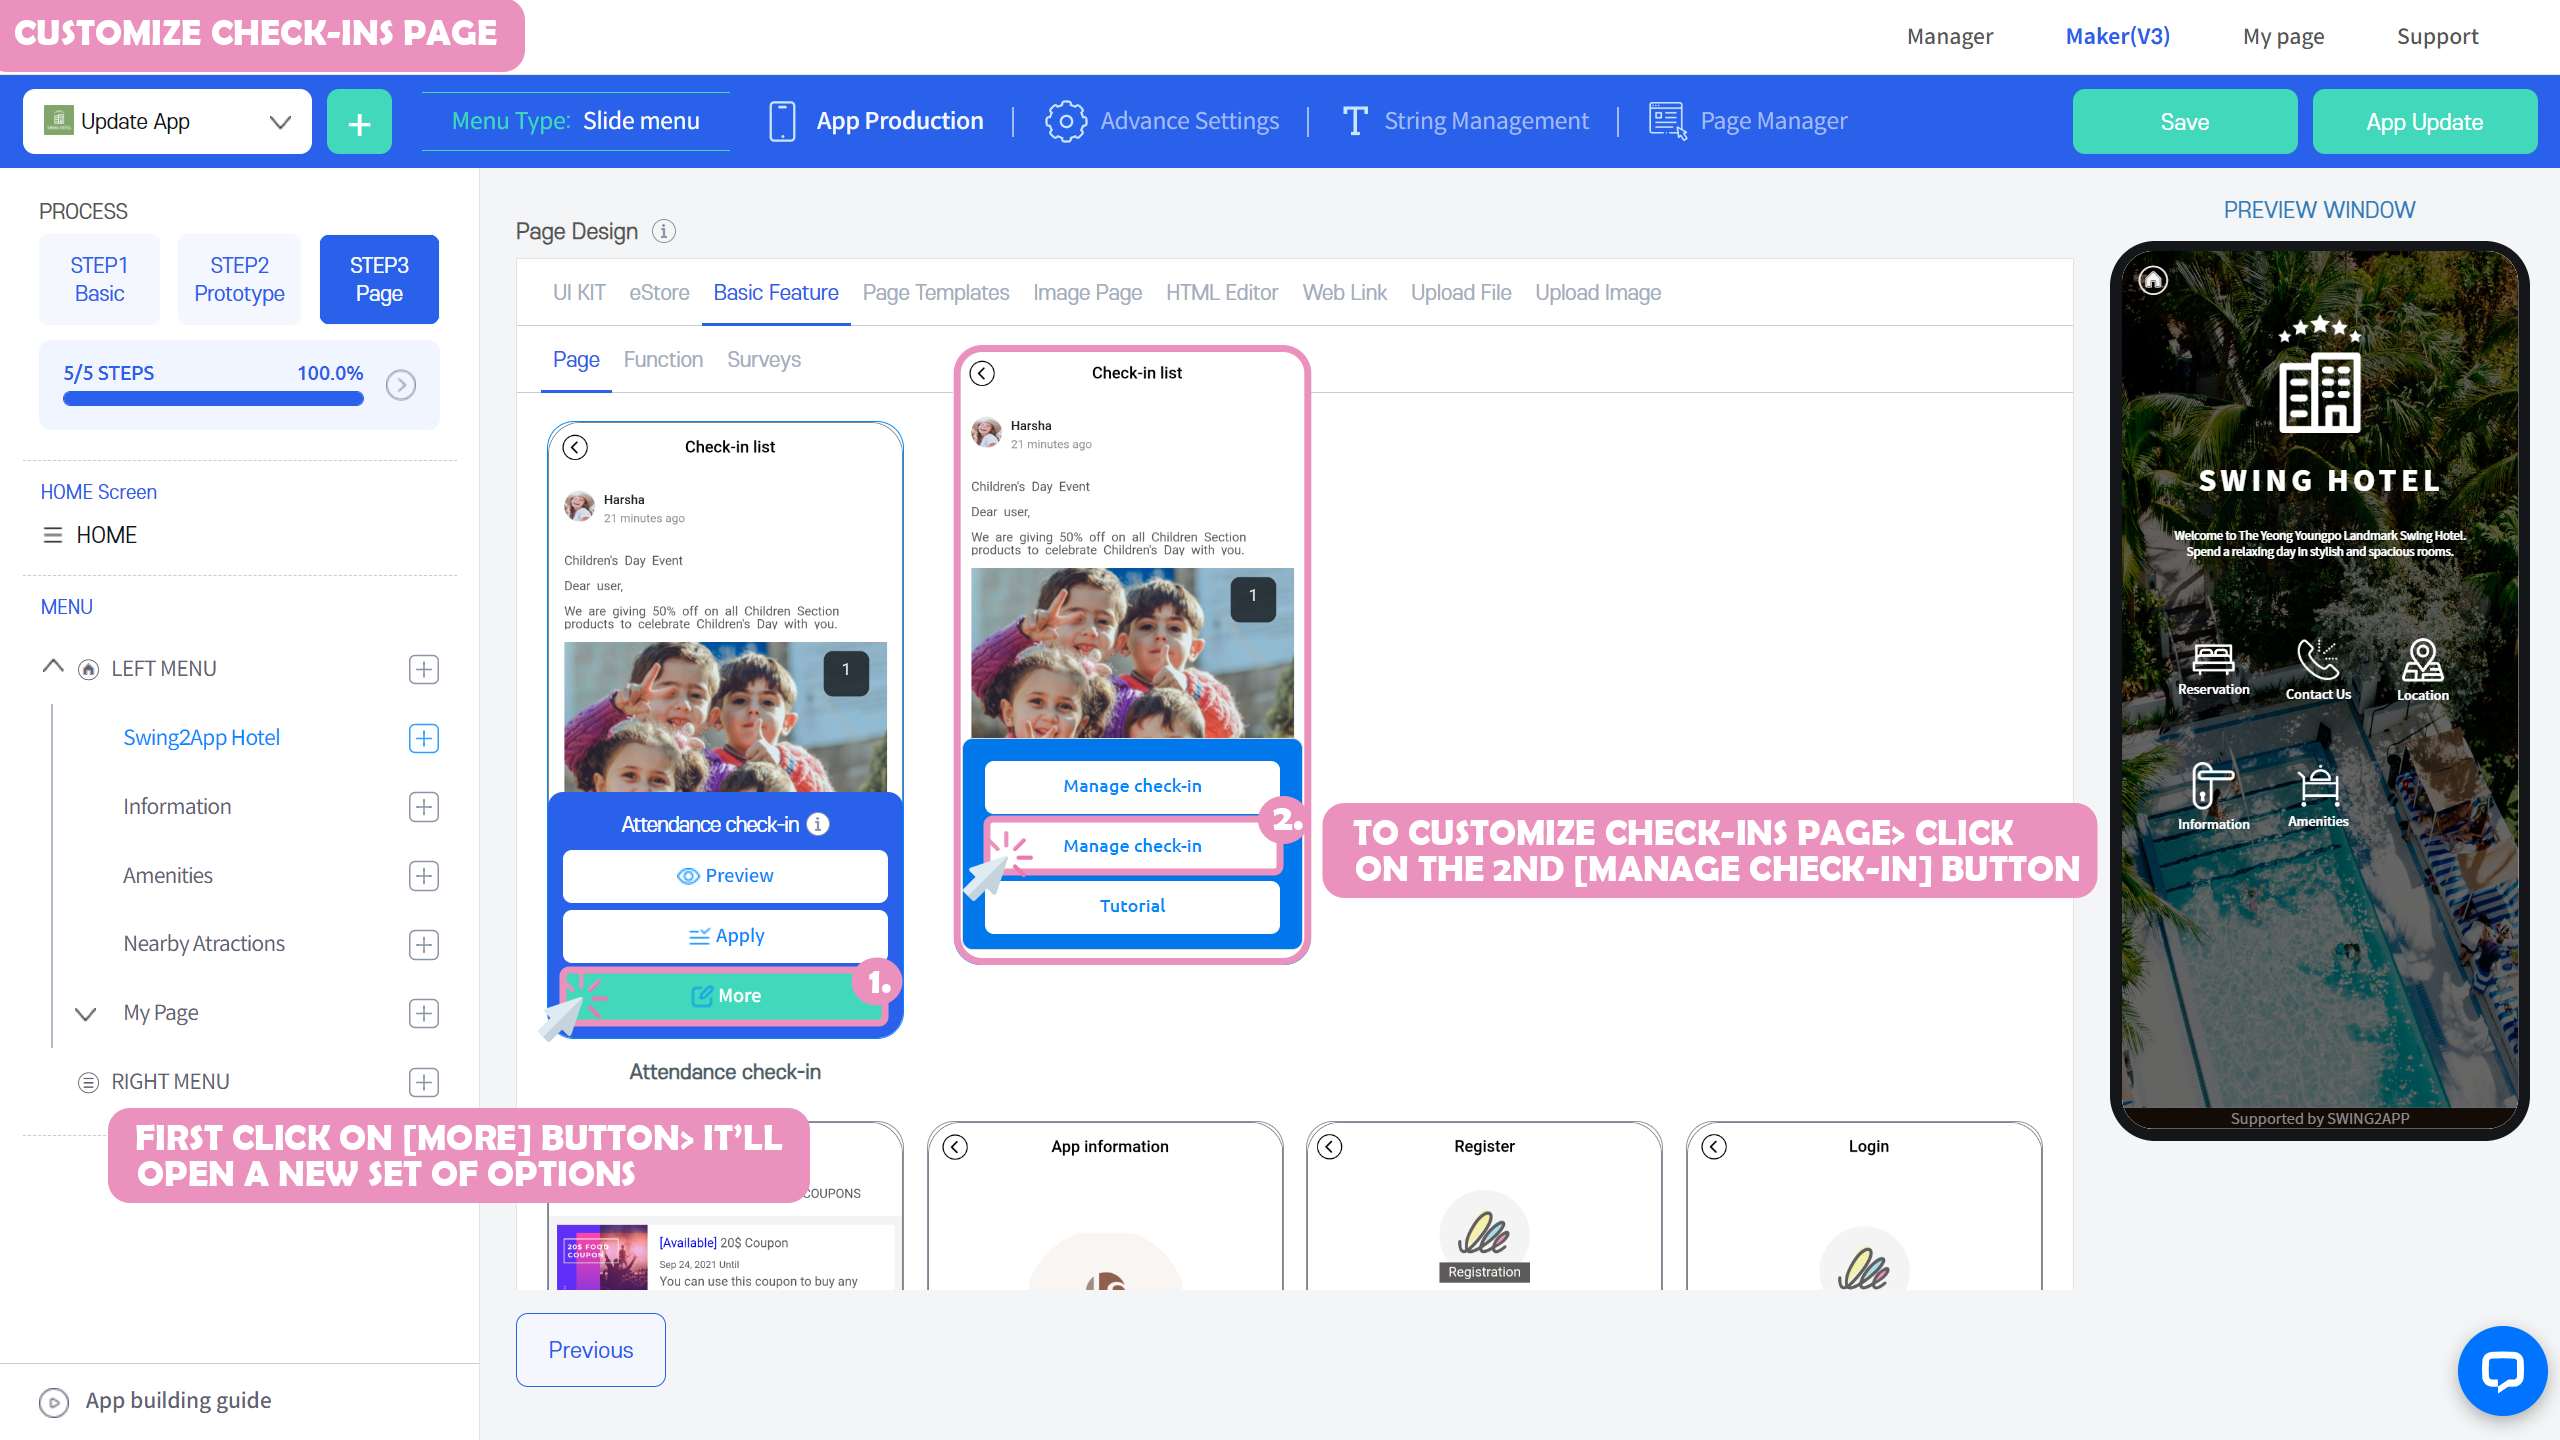 CUSTOMIZE CHECK-INS PAGE
Manager
Maker(V3)
My page
Support
Update App
+
Menu Type: Slide menu
App Production
Advance Settings
String Management
Page Manager
Save
App Update
PROCESS
STEP1
Basic
STEP2
Prototype
STEP3
Page
5/5 STEPS
100.0%
HOME Screen
HOME
MENU
LEFT MENU
Swing2App Hotel
Information
Amenities
Nearby Atractions
My Page
RIGHT MENU
App building guide
Page Design
UI KIT
eStore
Basic Feature
Page Templates
Image Page
HTML Editor
Web Link
Upload File
Upload Image
Page
Function
Surveys
Check-in list
Harsha
21 minutes ago
Children's Day Event
Dear user,
We are giving 50% off on all Children Section
products to celebrate Children's Day with you.
1
Attendance check-in
Preview
Apply
More
1.
Attendance check-in
Check-in list
Harsha
21 minutes ago
Children's Day Event
Dear user,
We are giving 50% off on all Children Section
products to celebrate Children's Day with you.
1
Manage check-in
Manage check-in
2.
Tutorial
TO CUSTOMIZE CHECK-INS PAGE> CLICK
ON THE 2ND [MANAGE CHECK-IN] BUTTON
FIRST CLICK ON [MORE] BUTTON> IT'LL
OPEN A NEW SET OF OPTIONS
COUPONS
20$ FOOD
COUPON
[Available] 20$ Coupon
Sep 24, 2021 Until
You can use this coupon to buy any
App information
Register
Registration
Login
Previous
PREVIEW WINDOW
SWING HOTEL
Welcome to The Yeong Youngpo Landmark Swing Hotel.
Spend a relaxing day in stylish and spacious rooms.
Reservation
Contact Us
Location
Information
Amenities
Supported by SWING2APP